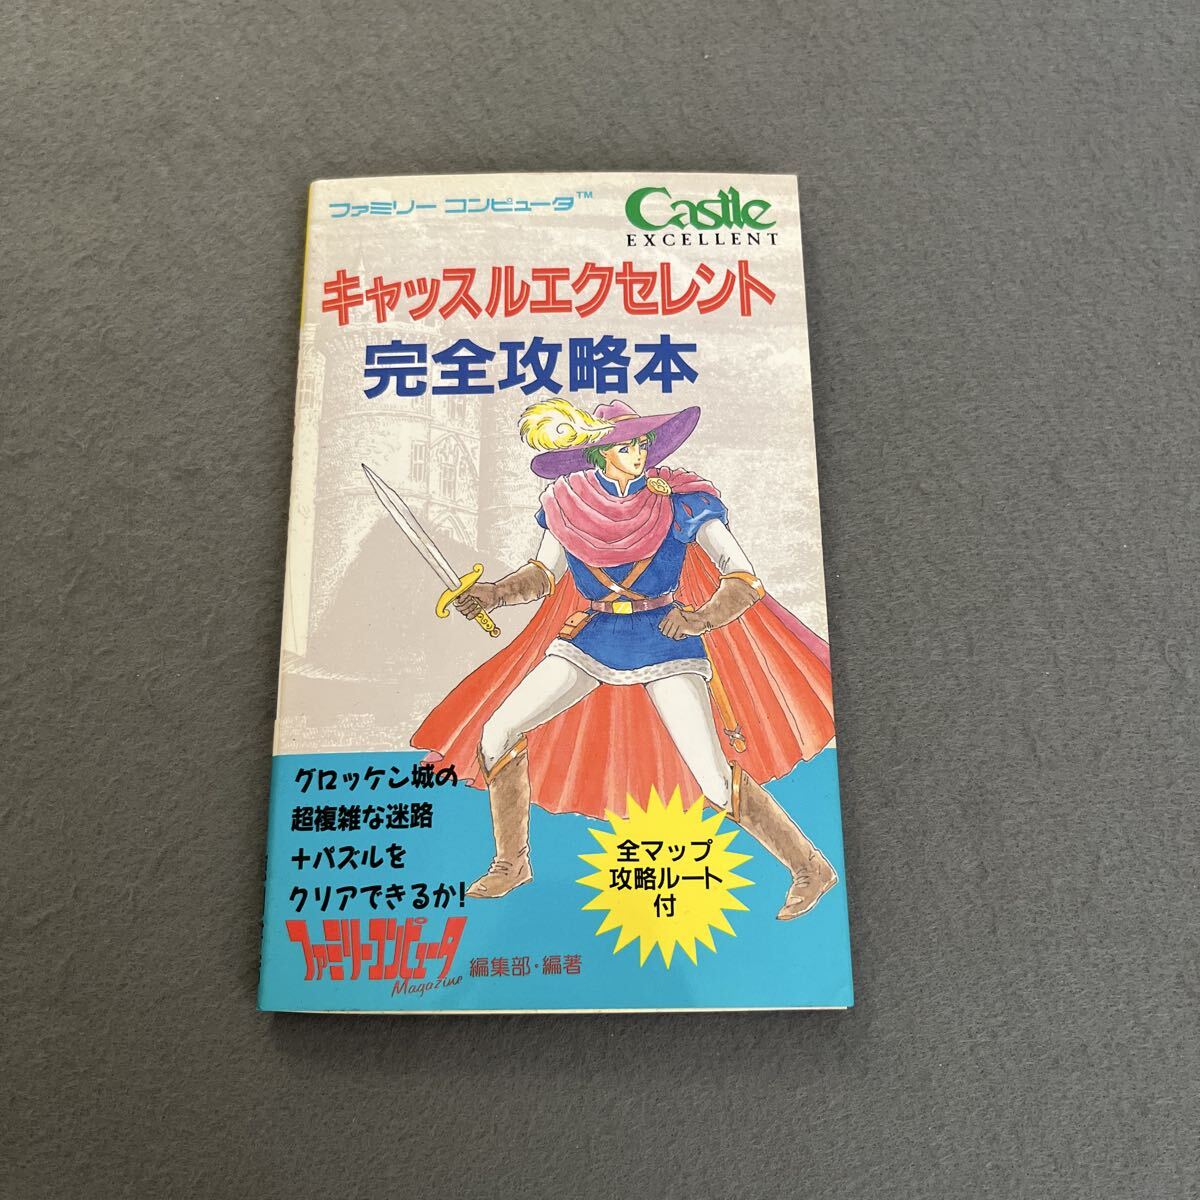 ファミリー コンピュータ™
Castle
EXCELLENT
キャッスルエクセレント
完全攻略本
グロッケン城の
超複雑な迷路
+パズルを
クリアできるか!
全マップ
攻略ルート
付
ファミリーコンピュータ
Magazine
編集部・編著